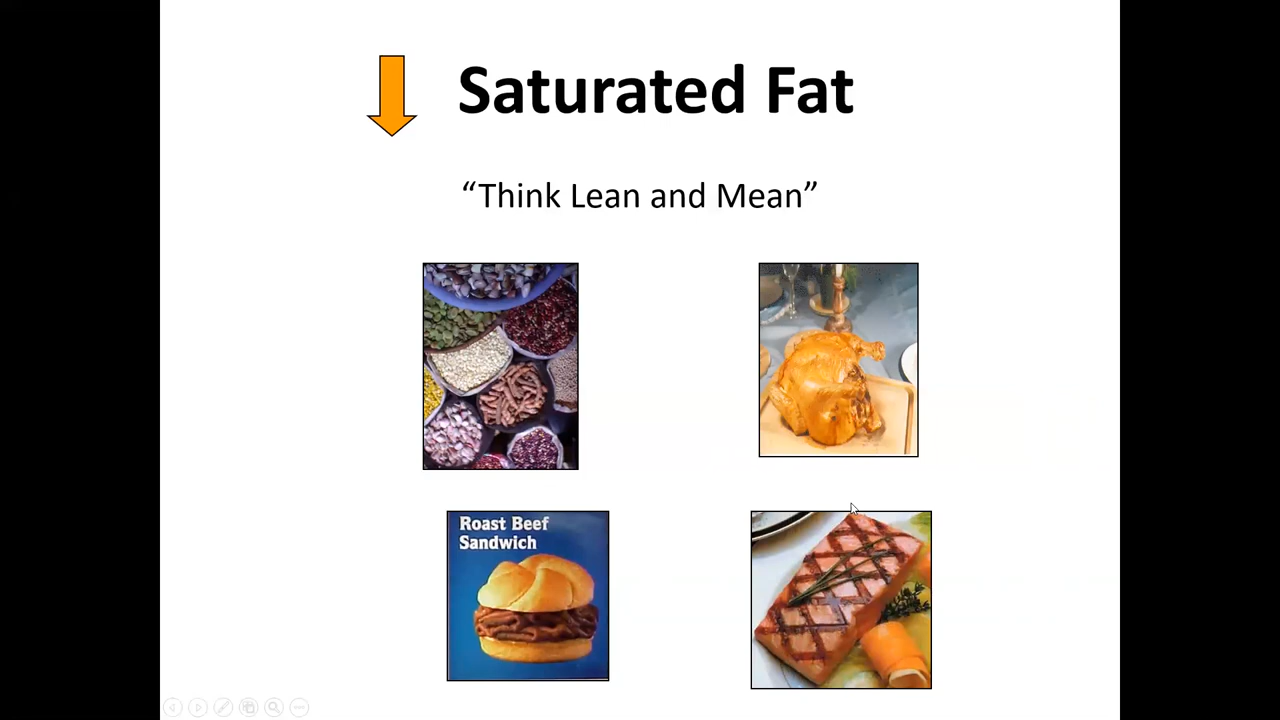 Saturated Fat
“Think Lean and Mean”
Roast Beef
Sandwich